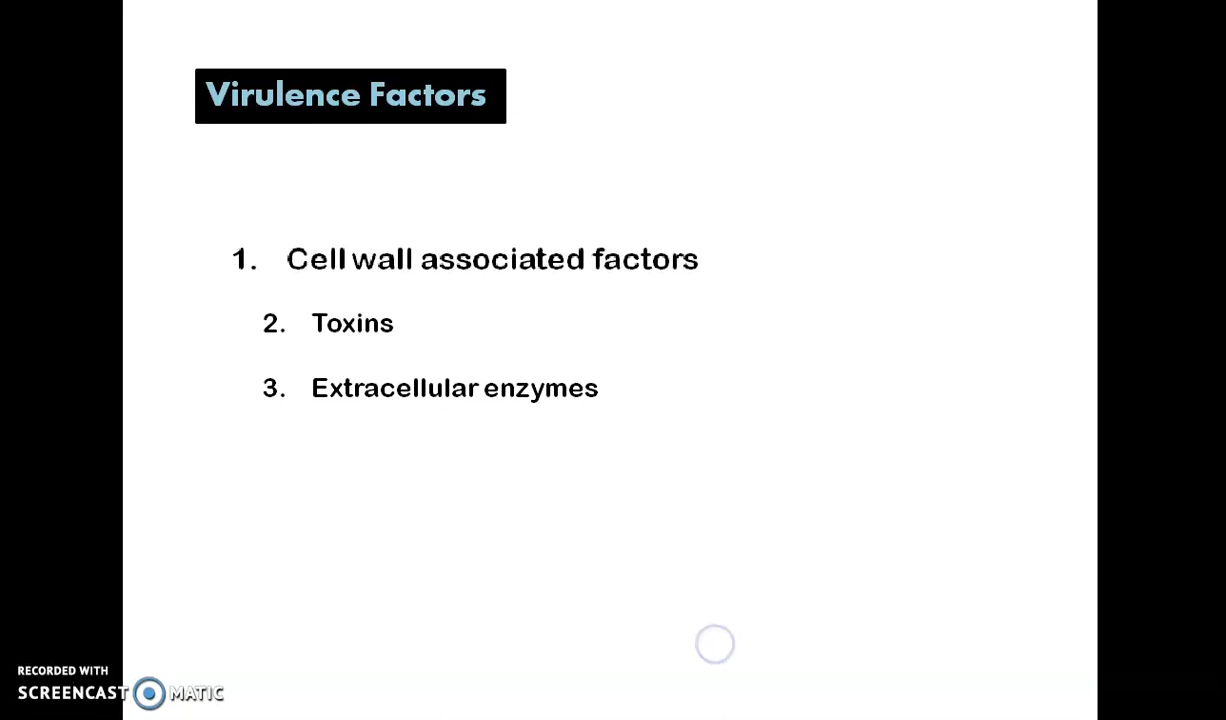 Virulence Factors
1. Cell wall associated factors
2. Toxins
3. Extracellular enzymes
RECORDED WITH
SCREENCAST MATIC